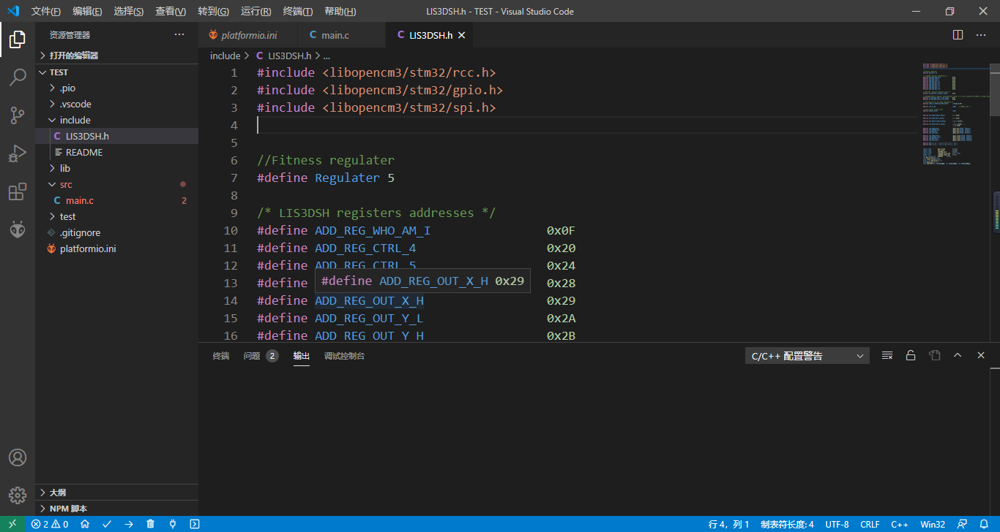 文件(F) 编辑(E) 选择(S) 查看(V) 转到(G) 运行(R) 终端(T) 帮助(H) LIS3DSH.h - TEST - Visual Studio Code
资源管理器 ···
打开的编辑器
TEST
.pio
.vscode
include
LIS3DSH.h
README
lib
src
main.c 2
test
.gitignore
platformio.ini
大纲
NPM 脚本
platformio.ini C main.c C LIS3DSH.h
include > C LIS3DSH.h > ...
1 #include <libopencm3/stm32/rcc.h>
2 #include <libopencm3/stm32/gpio.h>
3 #include <libopencm3/stm32/spi.h>
4
5
6 //Fitness regulater
7 #define Regulater 5
8
9 /* LIS3DSH registers addresses */
10 #define ADD_REG_WHO_AM_I 0x0F
11 #define ADD_REG_CTRL_4 0x20
12 #define ADD_REG_CTRL_5 0x24
#define ADD_REG_OUT_X_H 0x29
13 #define 0x28
14 #define ADD_REG_OUT_X_H 0x29
15 #define ADD_REG_OUT_Y_L 0x2A
16 #define ADD_REG_OUT_Y_H 0x2B
终端 问题 2 输出 调试控制台 C/C++ 配置警告
2 0 行 4，列 1 制表符长度: 4 UTF-8 CRLF C++ Win32